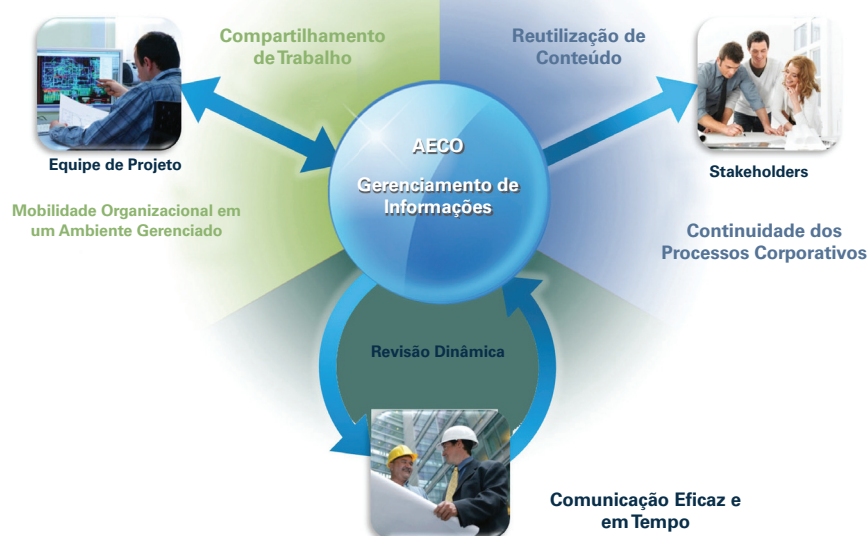 Compartilhamento
de Trabalho
Reutilização de
Conteúdo
AECO
Gerenciamento de
Informações
Equipe de Projeto
Stakeholders
Mobilidade Organizacional em
um Ambiente Gerenciado
Continuidade dos
Processos Corporativos
Revisão Dinâmica
Comunicação Eficaz e
em Tempo